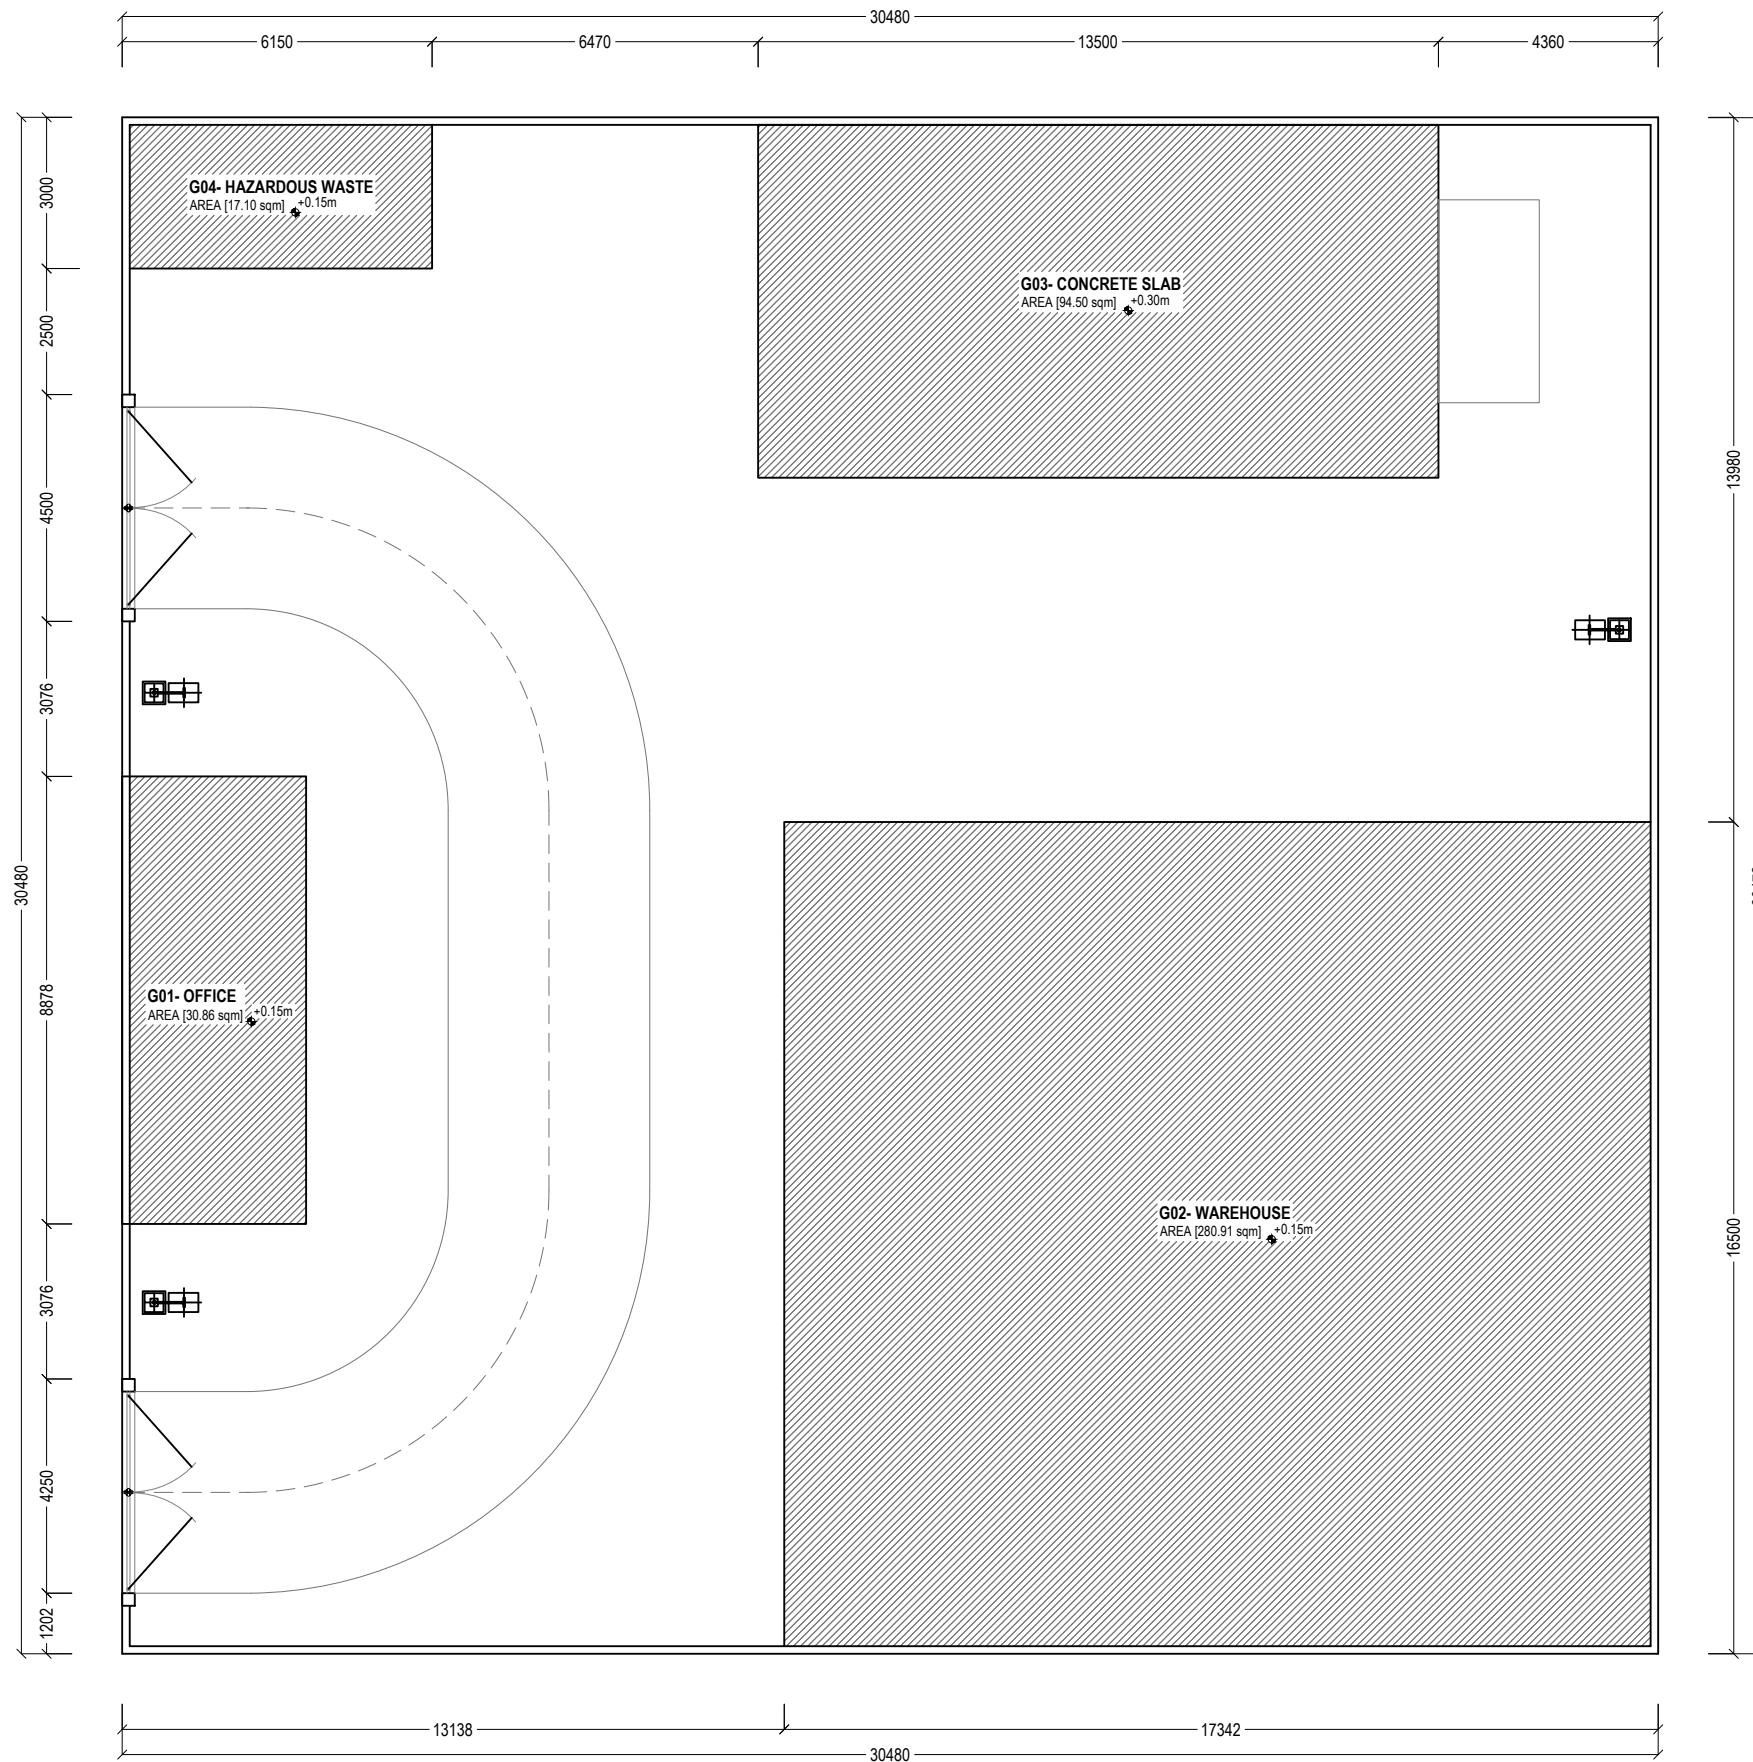 30480
6150
6470
13500
4360
3000
G04- HAZARDOUS WASTE
AREA [17.10 sqm] +0.15m
G03- CONCRETE SLAB
AREA [94.50 sqm] +0.30m
2500
13980
4500
3076
30480
8878
G01- OFFICE
AREA [30.86 sqm] +0.15m
G02- WAREHOUSE
AREA [280.91 sqm] +0.15m
16500
3076
4250
1202
13138
17342
30480